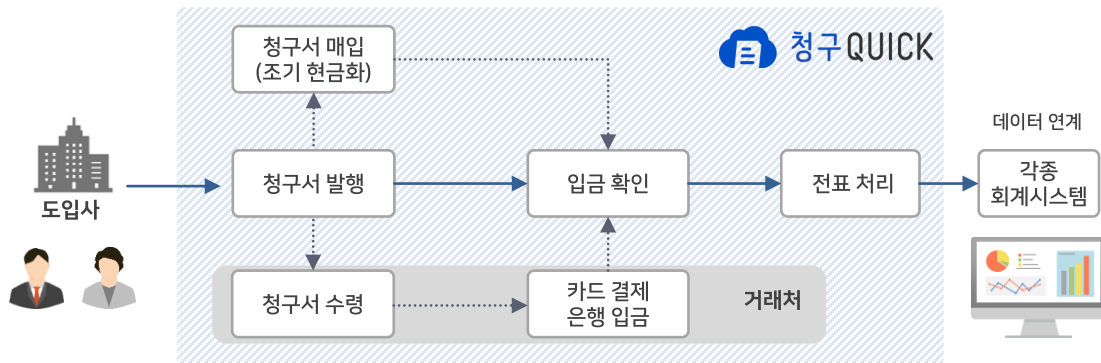 청구서 매입
(조기 현금화)
청구QUICK
데이터 연계
도입사
청구서 발행
입금 확인
전표 처리
각종
회계시스템
청구서 수령
카드 결제
은행 입금
거래처